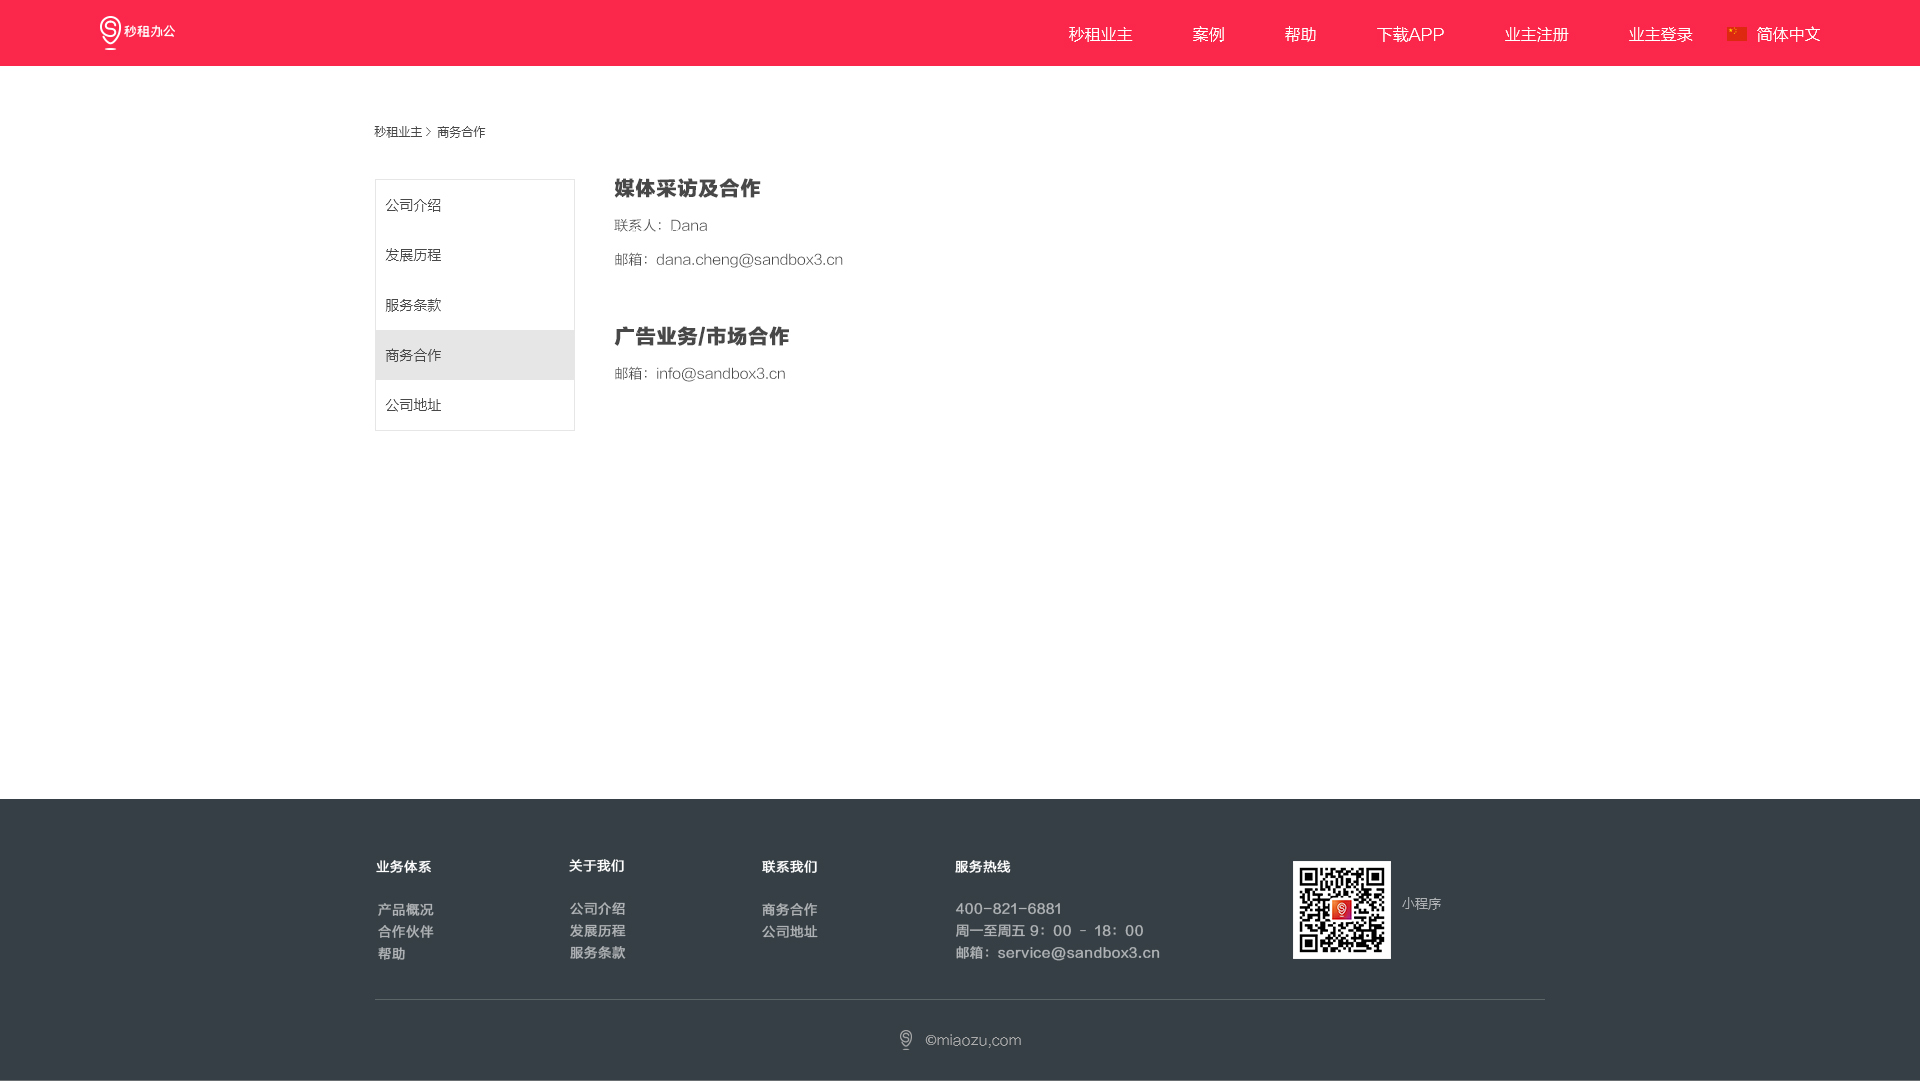 秒租办公
秒租业主
案例
帮助
下载APP
业主注册
业主登录
简体中文
秒租业主> 商务合作
公司介绍
发展历程
服务条款
商务合作
公司地址
媒体采访及合作
联系人：Dana
邮箱：dana.cheng@sandbox3.cn
广告业务/市场合作
邮箱：info@sandbox3.cn
业务体系
产品概况
合作伙伴
帮助
关于我们
公司介绍
发展历程
服务条款
联系我们
商务合作
公司地址
服务热线
400-821-6881
周一至周五 9：00 - 18：00
邮箱：service@sandbox3.cn
小程序
©miaozu,com